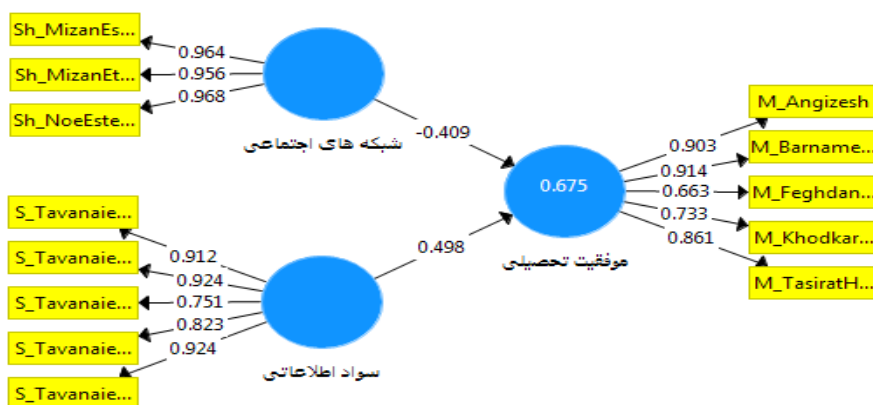 Sh_MizanEs...
0.964
Sh_MizanEt...
0.956
Sh_NoeEste...
0.968
شبکه های اجتماعی
-0.409
S_Tavanaie...
0.912
S_Tavanaie...
0.924
S_Tavanaie...
0.751
S_Tavanaie...
0.823
S_Tavanaie...
0.924
سواد اطلاعاتی
0.498
0.675
موفقیت تحصیلی
M_Angizesh
0.903
M_Barname...
0.914
M_Feghdan...
0.663
M_Khodkar...
0.733
M_TasiratH...
0.861